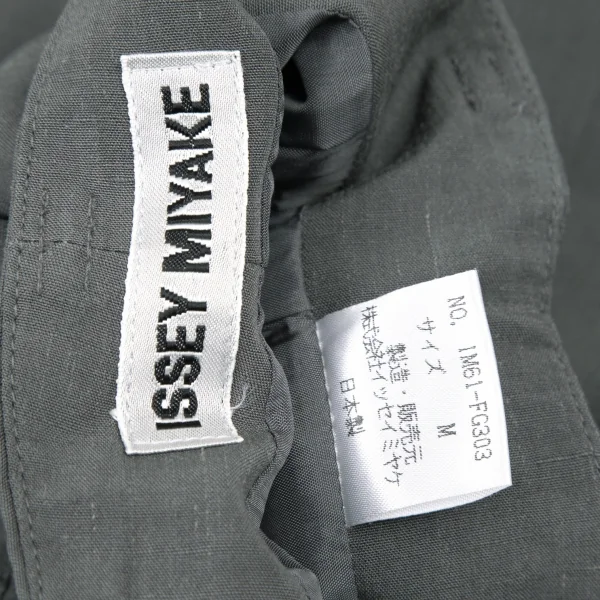 ISSEY MIYAKE
NO. IM61-FG303
サイズ M
製造・販売元
株式会社イッセイミヤケ
日本製